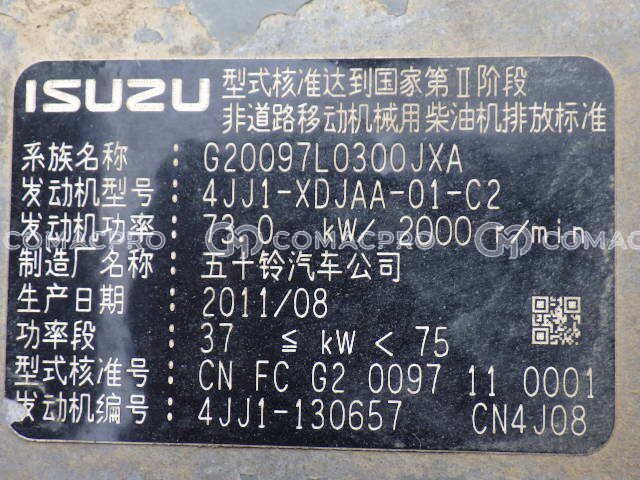 ISUZU
型式核准达到国家第Ⅱ阶段
非道路移动机械用柴油机排放标准
系族名称: G20097L0300JXA
发动机型号: 4JJ1-XDJAA-01-C2
发动机功率: 73.0 kW/ 2000 r/min
COMACPRO COMACPRO COMACPRO
制造厂名称: 五十铃汽车公司
生产日期: 2011/08
功率段 37 ≦ kW < 75
型式核准号 CN FC G2 0097 11 0001
发动机编号: 4JJ1-130657 CN4J08